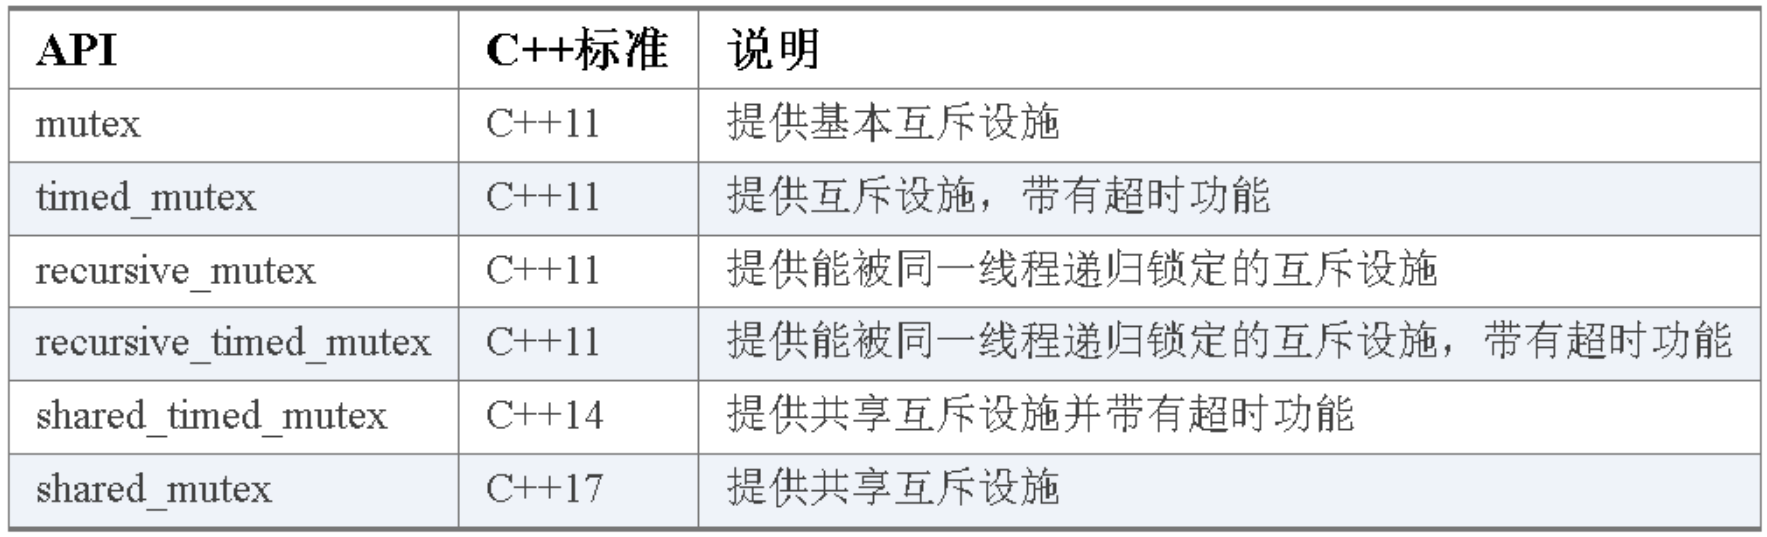 API C++标准 说明
mutex C++11 提供基本互斥设施
timed_mutex C++11 提供互斥设施，带有超时功能
recursive_mutex C++11 提供能被同一线程递归锁定的互斥设施
recursive_timed_mutex C++11 提供能被同一线程递归锁定的互斥设施，带有超时功能
shared_timed_mutex C++14 提供共享互斥设施并带有超时功能
shared_mutex C++17 提供共享互斥设施